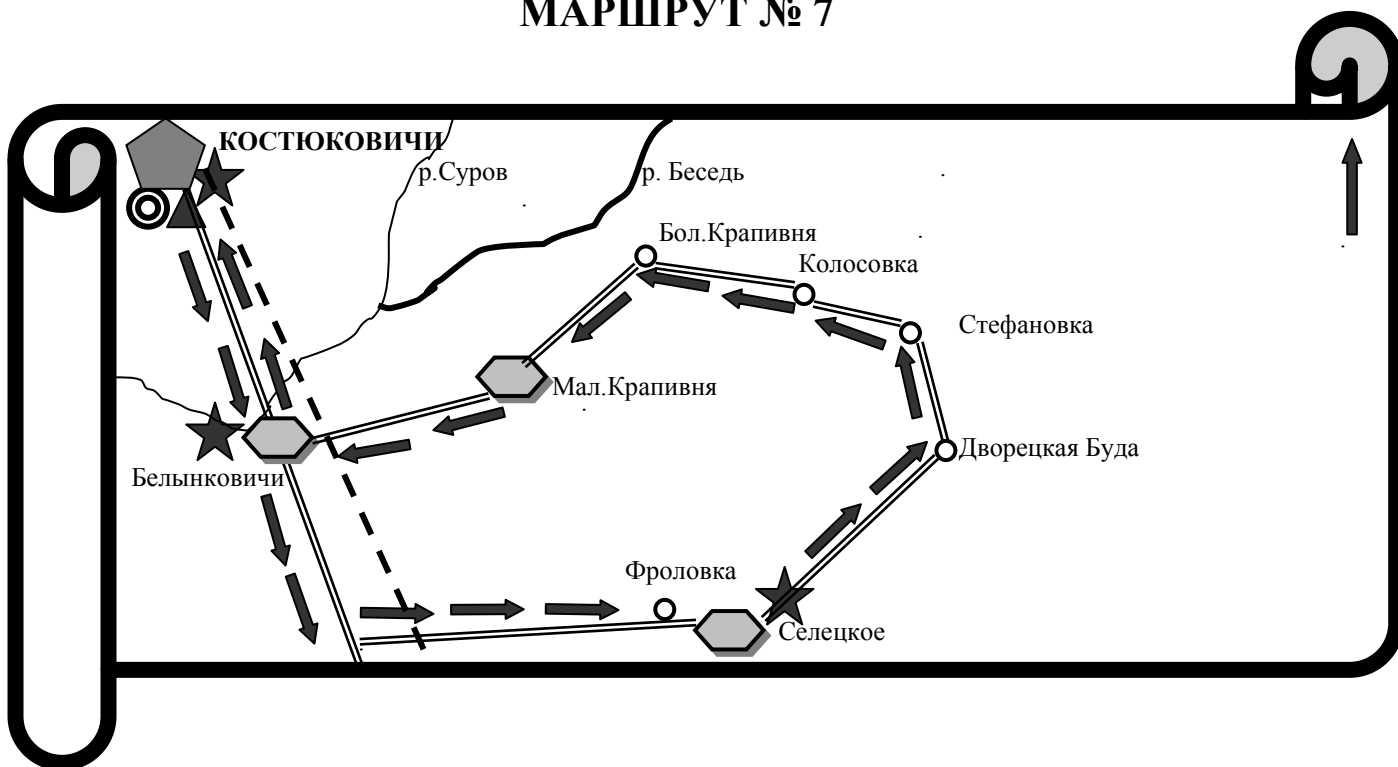 МАРШРУТ № 7
КОСТЮКОВИЧИ
р.Суров
р. Беседь
Бол.Крапивня
Колосовка
Стефановка
Мал.Крапивня
Дворецкая Буда
Белынковичи
Фроловка
Селецкое